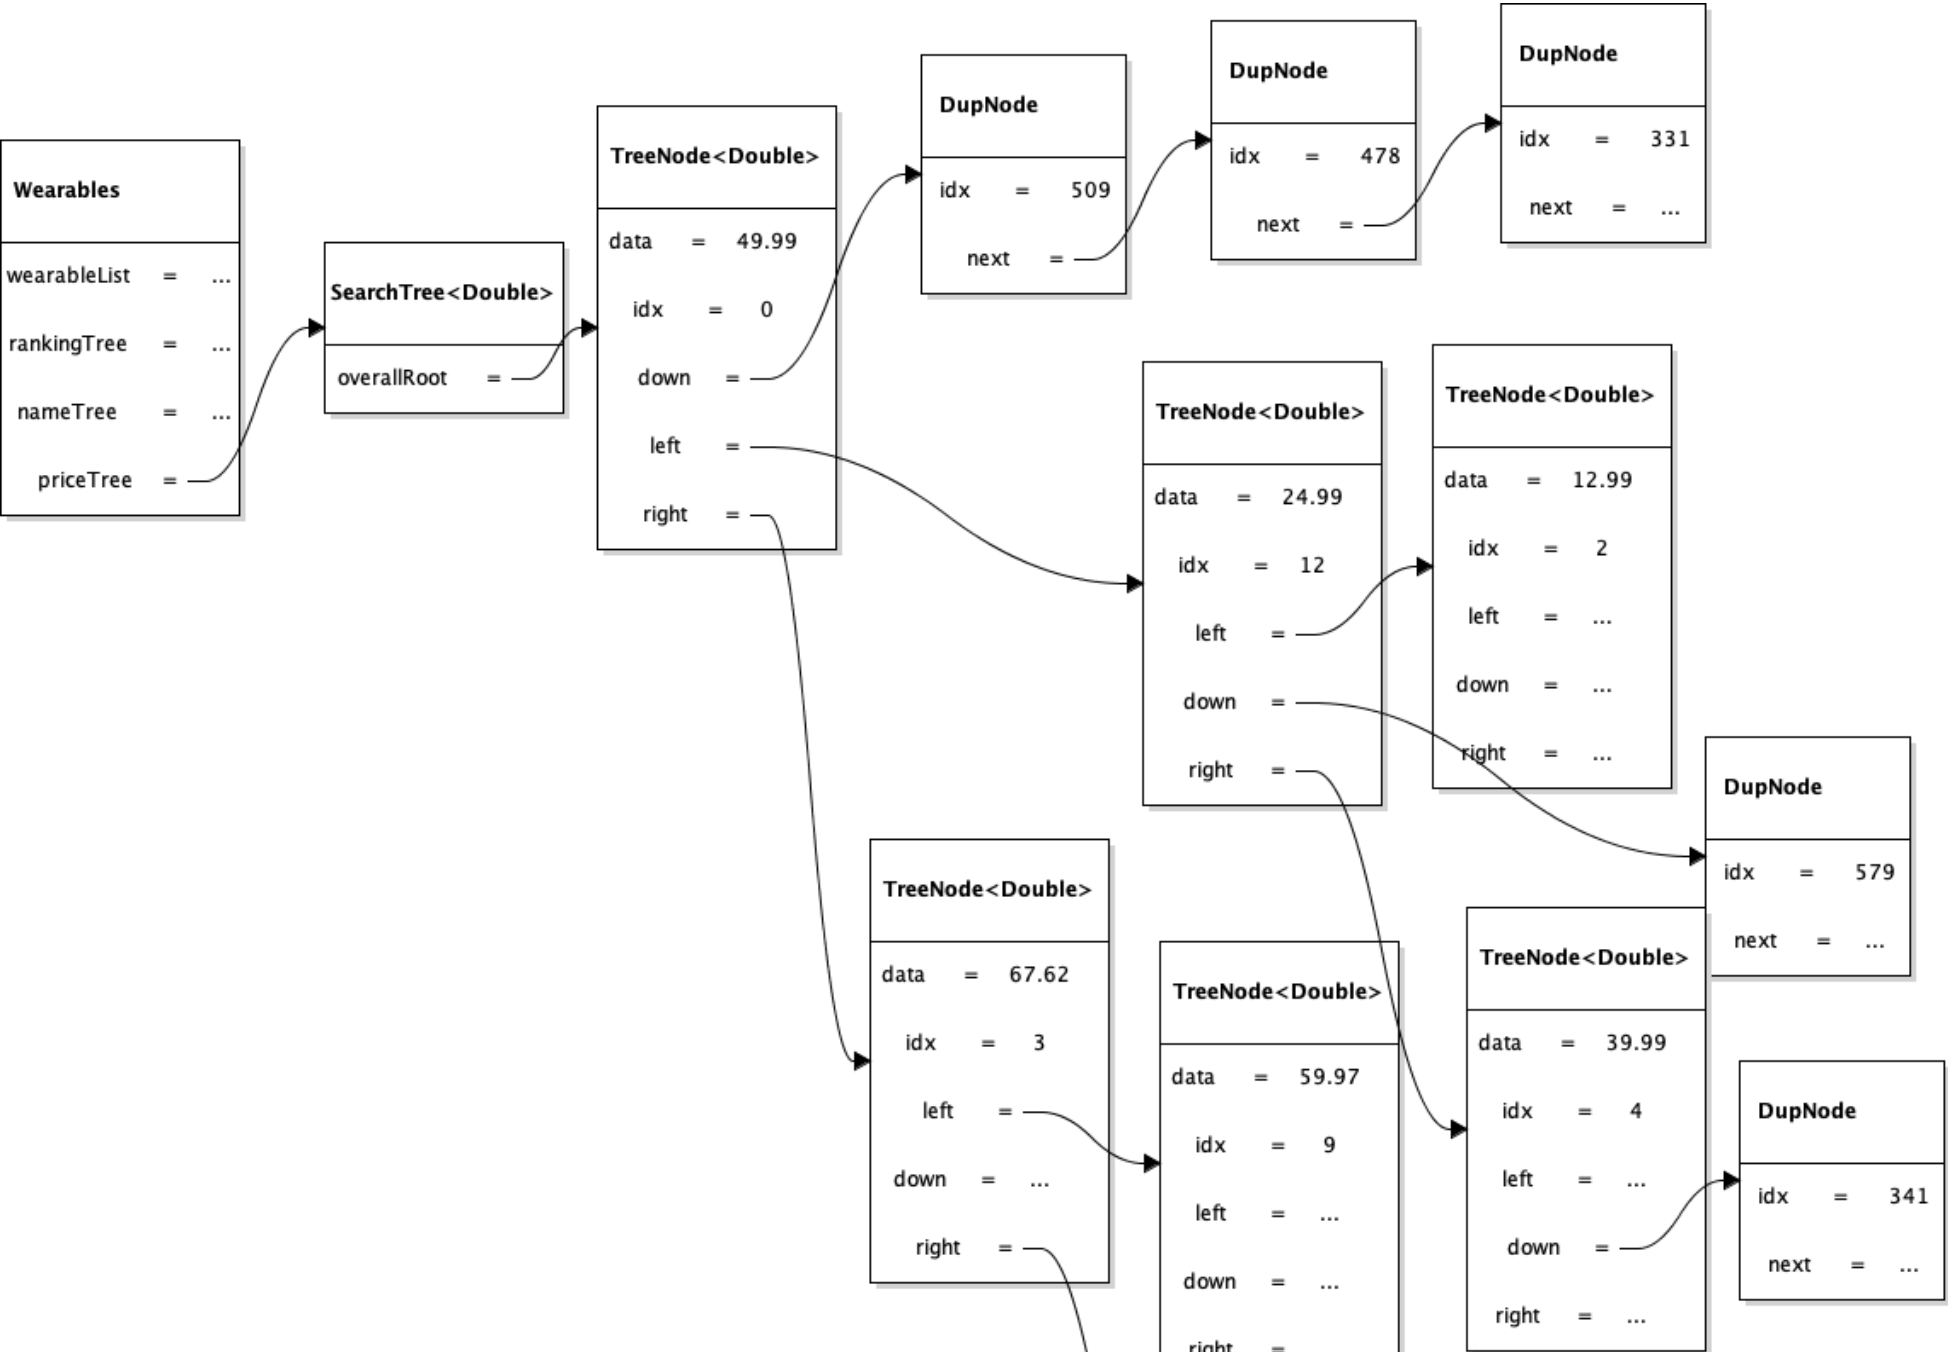 Wearables
wearableList = ...
rankingTree = ...
nameTree = ...
priceTree =
SearchTree<Double>
overallRoot =
TreeNode<Double>
data = 49.99
idx = 0
down =
left =
right =
DupNode
idx = 509
next =
DupNode
idx = 478
next =
DupNode
idx = 331
next = ...
TreeNode<Double>
data = 24.99
idx = 12
left =
down =
right =
TreeNode<Double>
data = 12.99
idx = 2
left = ...
down = ...
right = ...
DupNode
idx = 579
next = ...
TreeNode<Double>
data = 67.62
idx = 3
left =
down = ...
right =
TreeNode<Double>
data = 59.97
idx = 9
left = ...
down = ...
right =
TreeNode<Double>
data = 39.99
idx = 4
left = ...
down =
right = ...
DupNode
idx = 341
next = ...